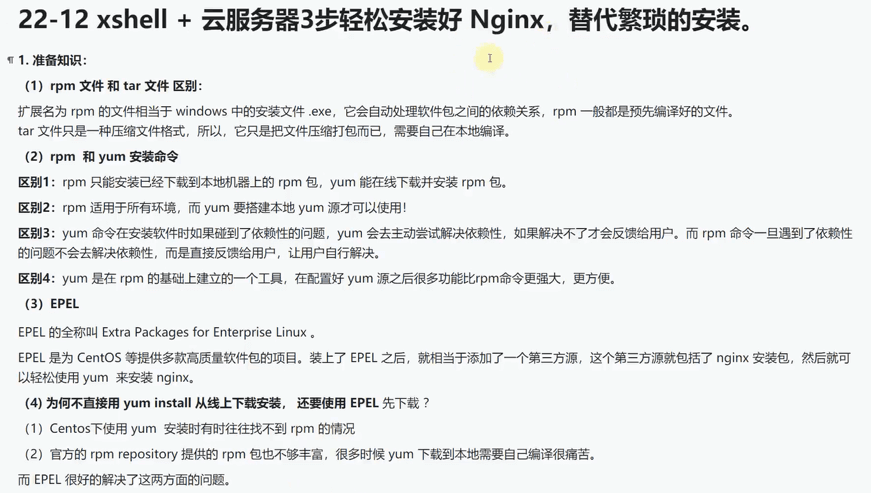 22-12 xshell + 云服务器3步轻松安装好 Nginx，替代繁琐的安装。
1. 准备知识：
（1）rpm 文件 和 tar 文件 区别：
扩展名为 rpm 的文件相当于 windows 中的安装文件 .exe，它会自动处理软件包之间的依赖关系，rpm 一般都是预先编译好的文件。
tar 文件只是一种压缩文件格式，所以，它只是把文件压缩打包而已，需要自己在本地编译。
（2）rpm 和 yum 安装命令
区别1：rpm 只能安装已经下载到本地机器上的 rpm 包，yum 能在线下载并安装 rpm 包。
区别2：rpm 适用于所有环境，而 yum 要搭建本地 yum 源才可以使用！
区别3：yum 命令在安装软件时如果碰到了依赖性的问题，yum 会去主动尝试解决依赖性，如果解决不了才会反馈给用户。而 rpm 命令一旦遇到了依赖性
的问题不会去解决依赖性，而是直接反馈给用户，让用户自行解决。
区别4：yum 是在 rpm 的基础上建立的一个工具，在配置好 yum 源之后很多功能比rpm命令更强大，更方便。
（3）EPEL
EPEL 的全称叫 Extra Packages for Enterprise Linux 。
EPEL 是为 CentOS 等提供多款高质量软件包的项目。装上了 EPEL 之后，就相当于添加了一个第三方源，这个第三方源就包括了 nginx 安装包，然后就可
以轻松使用 yum 来安装 nginx。
（4) 为何不直接用 yum install 从线上下载安装， 还要使用 EPEL 先下载 ？
（1）Centos下使用 yum 安装时有时往往找不到 rpm 的情况
（2）官方的 rpm repository 提供的 rpm 包也不够丰富，很多时候 yum 下载到本地需要自己编译很痛苦。
而 EPEL 很好的解决了这两方面的问题。